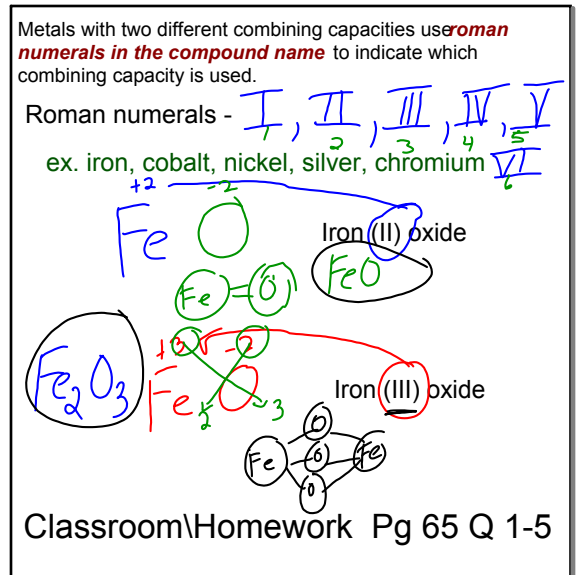 Metals with two different combining capacities use roman
numerals in the compound name to indicate which
combining capacity is used.
Roman numerals - I, II, III, IV, V
1 2 3 4 5
ex. iron, cobalt, nickel, silver, chromium VI
6
+2 -2
Fe O Iron (II) oxide
FeO
Fe = O
+3 -2
Fe2O3 Fe O Iron (III) oxide
2 3
O
Fe O Fe
O
Classroom\Homework Pg 65 Q 1-5